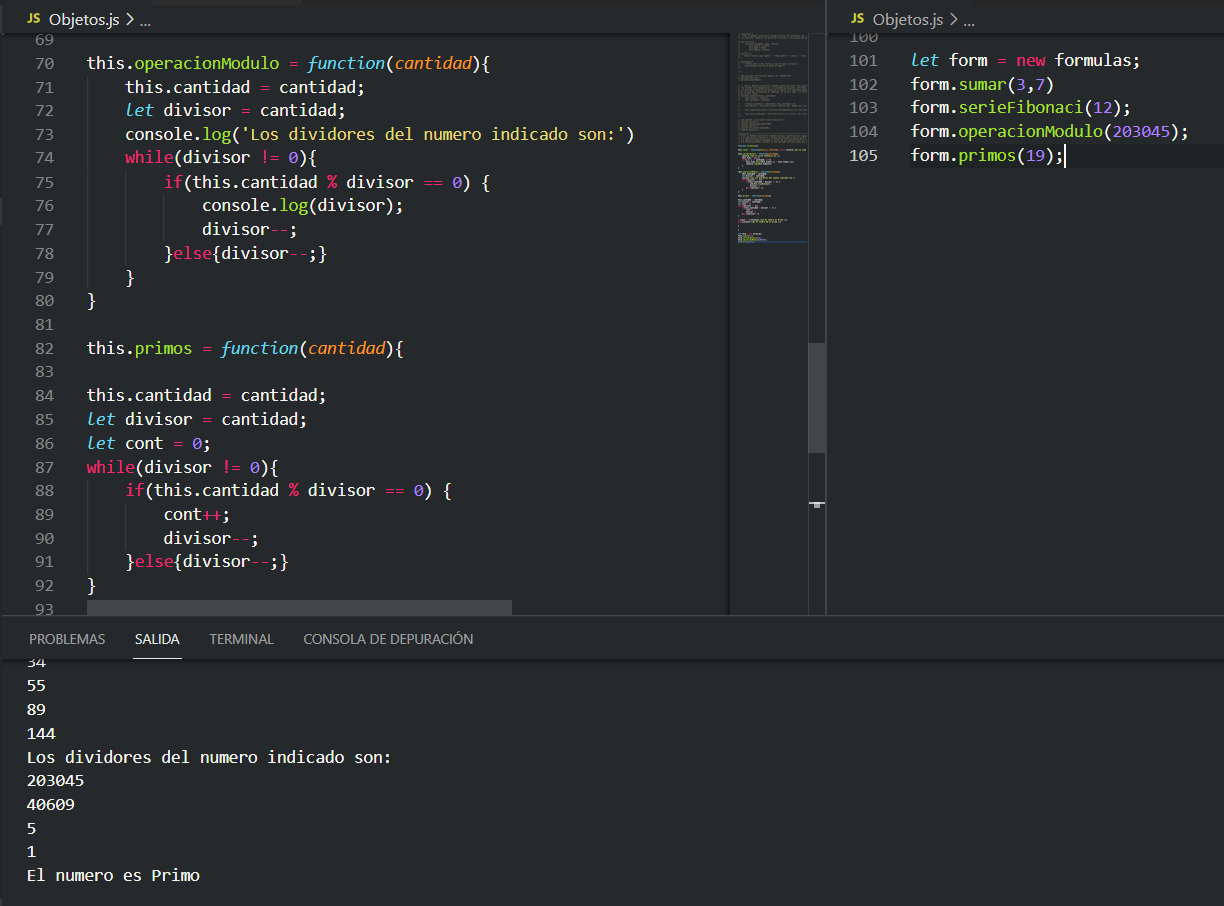 JS Objetos.js > ...
69
70 this.operacionModulo = function(cantidad){
71 this.cantidad = cantidad;
72 let divisor = cantidad;
73 console.log('Los dividores del numero indicado son:')
74 while(divisor != 0){
75 if(this.cantidad % divisor == 0) {
76 console.log(divisor);
77 divisor--;
78 }else{divisor--;}
79 }
80 }
81
82 this.primos = function(cantidad){
83
84 this.cantidad = cantidad;
85 let divisor = cantidad;
86 let cont = 0;
87 while(divisor != 0){
88 if(this.cantidad % divisor == 0) {
89 cont++;
90 divisor--;
91 }else{divisor--;}
92 }
93
JS Objetos.js > ...
100
101 let form = new formulas;
102 form.sumar(3,7)
103 form.serieFibonaci(12);
104 form.operacionModulo(203045);
105 form.primos(19);
PROBLEMAS SALIDA TERMINAL CONSOLA DE DEPURACIÓN
34
55
89
144
Los dividores del numero indicado son:
203045
40609
5
1
El numero es Primo